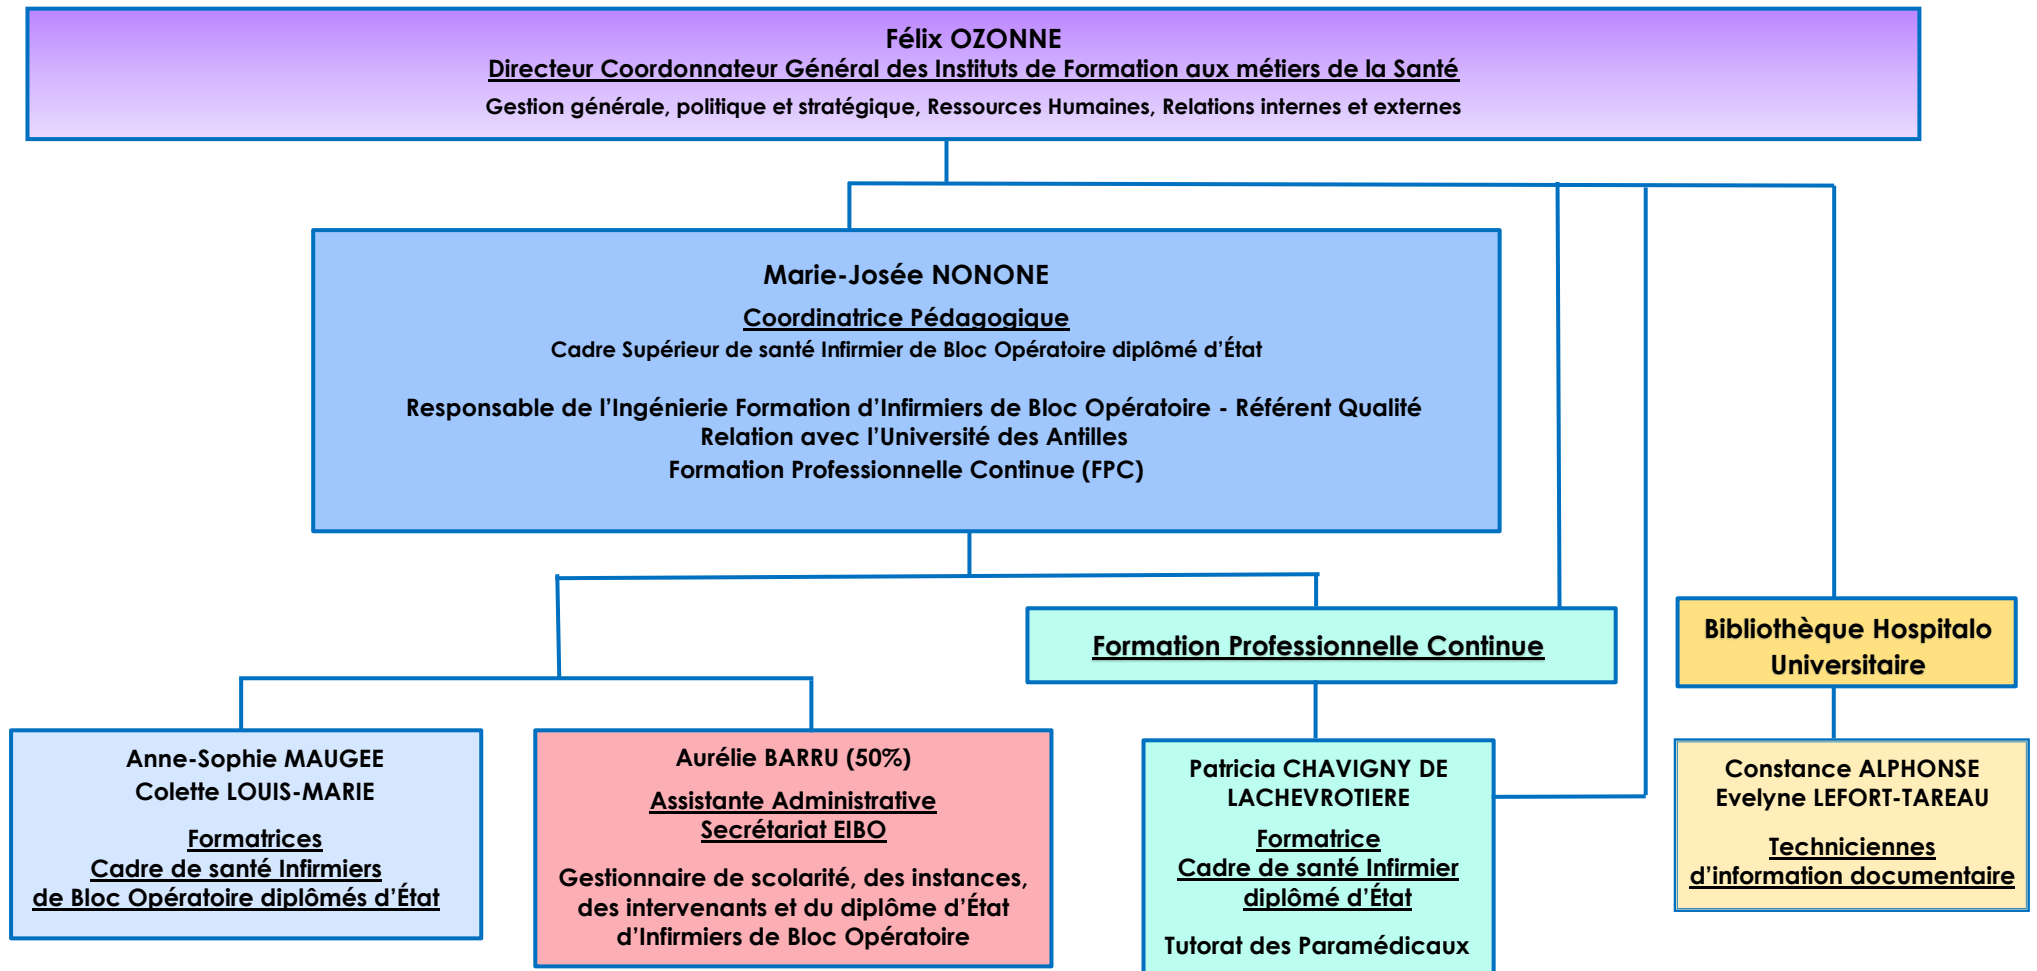 Félix OZONNE
Directeur Coordonnateur Général des Instituts de Formation aux métiers de la Santé
Gestion générale, politique et stratégique, Ressources Humaines, Relations internes et externes
Marie-Josée NONONE
Coordinatrice Pédagogique
Cadre Supérieur de santé Infirmier de Bloc Opératoire diplômé d’État
Responsable de l’Ingénierie Formation d’Infirmiers de Bloc Opératoire - Référent Qualité
Relation avec l’Université des Antilles
Formation Professionnelle Continue (FPC)
Formation Professionnelle Continue
Bibliothèque Hospitalo
Universitaire
Anne-Sophie MAUGEE
Colette LOUIS-MARIE
Formatrices
Cadre de santé Infirmiers
de Bloc Opératoire diplômés d’État
Aurélie BARRU (50%)
Assistante Administrative
Secrétariat EIBO
Gestionnaire de scolarité, des instances,
des intervenants et du diplôme d’État
d’Infirmiers de Bloc Opératoire
Patricia CHAVIGNY DE
LACHEVROTIERE
Formatrice
Cadre de santé Infirmier
diplômé d’État
Tutorat des Paramédicaux
Constance ALPHONSE
Evelyne LEFORT-TAREAU
Techniciennes
d’information documentaire